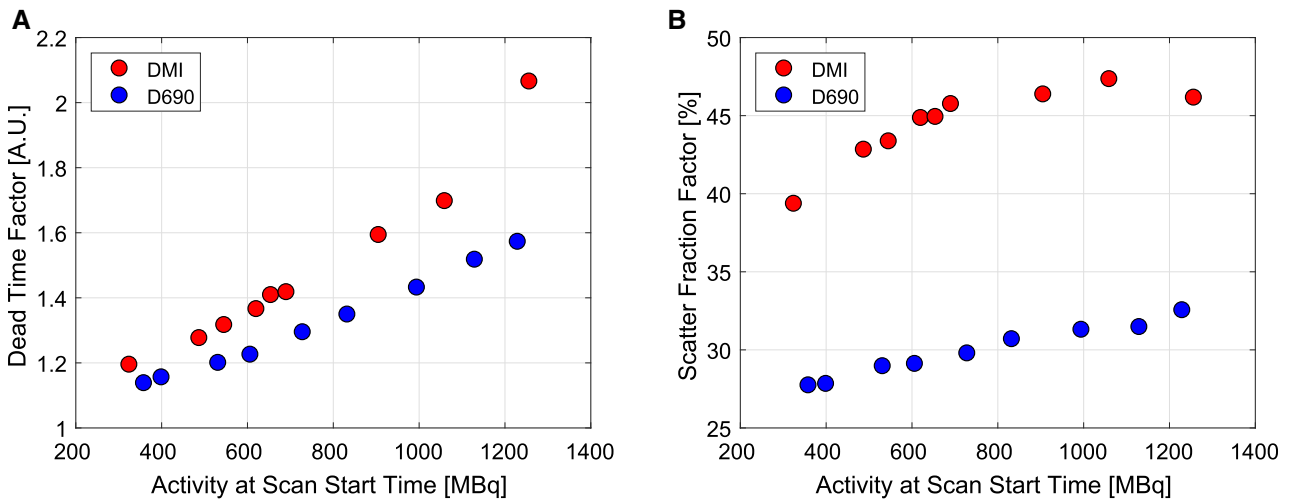 A
Dead Time Factor [A.U.]
2.2
2
1.8
1.6
1.4
1.2
1
DMI
D690
200 400 600 800 1000 1200 1400
Activity at Scan Start Time [MBq]
B
Scatter Fraction Factor [%]
50
45
40
35
30
25
DMI
D690
200 400 600 800 1000 1200 1400
Activity at Scan Start Time [MBq]